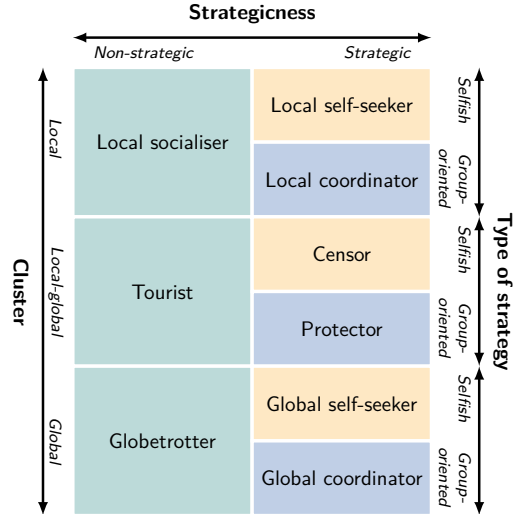 Strategicness
Non-strategic
Strategic
Cluster
Local
Local socialiser
Local self-seeker
Selfish
Local coordinator
Group-
oriented
Local-global
Tourist
Censor
Selfish
Protector
Group-
oriented
Type of strategy
Global
Globetrotter
Global self-seeker
Selfish
Global coordinator
Group-
oriented